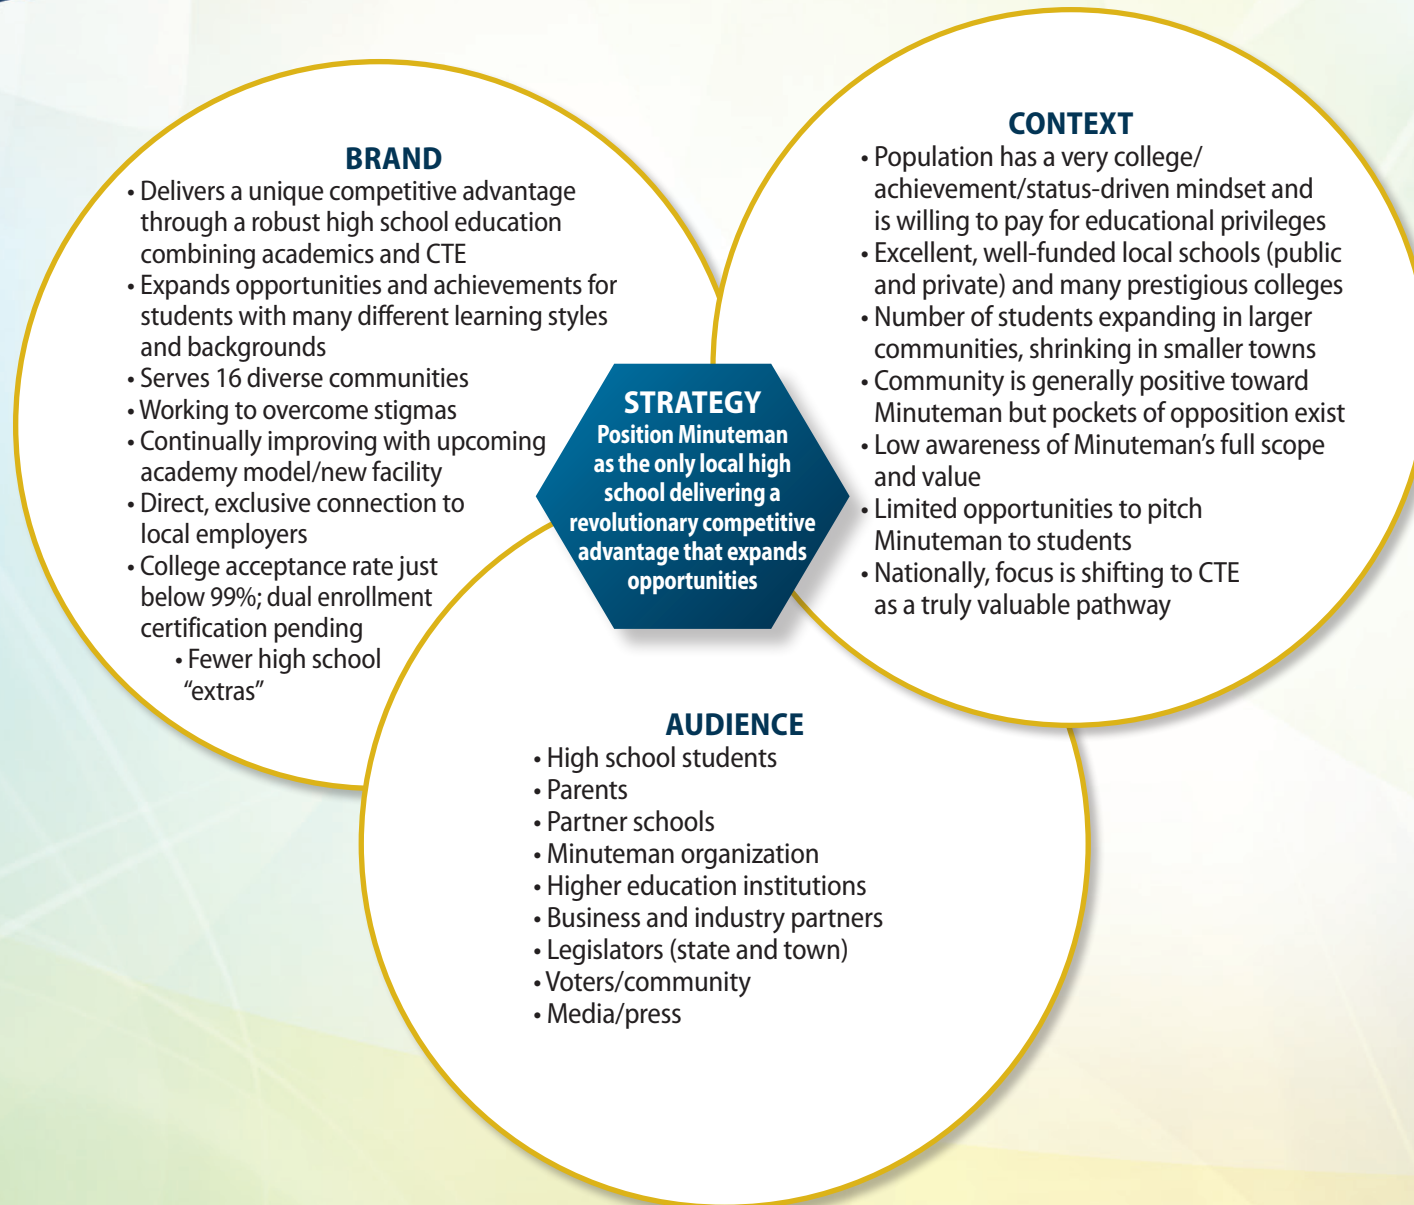 BRAND
• Delivers a unique competitive advantage
through a robust high school education
combining academics and CTE
• Expands opportunities and achievements for
students with many different learning styles
and backgrounds
• Serves 16 diverse communities
• Working to overcome stigmas
• Continually improving with upcoming
academy model/new facility
• Direct, exclusive connection to
local employers
• College acceptance rate just
below 99%; dual enrollment
certification pending
• Fewer high school
“extras”
CONTEXT
• Population has a very college/
achievement/status-driven mindset and
is willing to pay for educational privileges
• Excellent, well-funded local schools (public
and private) and many prestigious colleges
• Number of students expanding in larger
communities, shrinking in smaller towns
• Community is generally positive toward
Minuteman but pockets of opposition exist
• Low awareness of Minuteman’s full scope
and value
• Limited opportunities to pitch
Minuteman to students
• Nationally, focus is shifting to CTE
as a truly valuable pathway
STRATEGY
Position Minuteman
as the only local high
school delivering a
revolutionary competitive
advantage that expands
opportunities
AUDIENCE
• High school students
• Parents
• Partner schools
• Minuteman organization
• Higher education institutions
• Business and industry partners
• Legislators (state and town)
• Voters/community
• Media/press